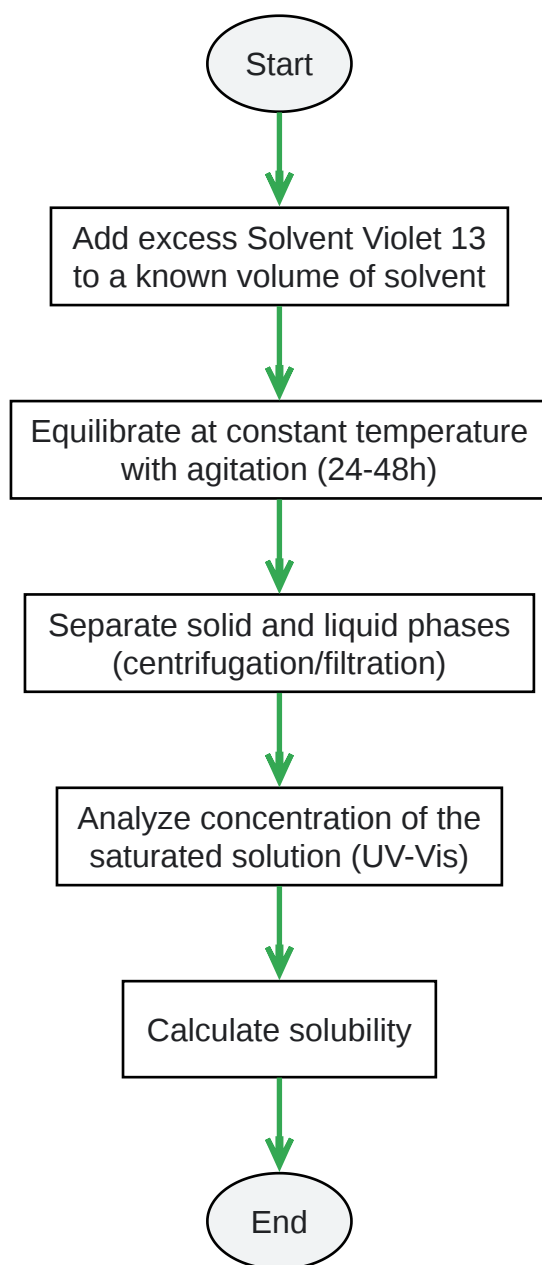 Start
Add excess Solvent Violet 13
to a known volume of solvent
Equilibrate at constant temperature
with agitation (24-48h)
Separate solid and liquid phases
(centrifugation/filtration)
Analyze concentration of the
saturated solution (UV-Vis)
Calculate solubility
End